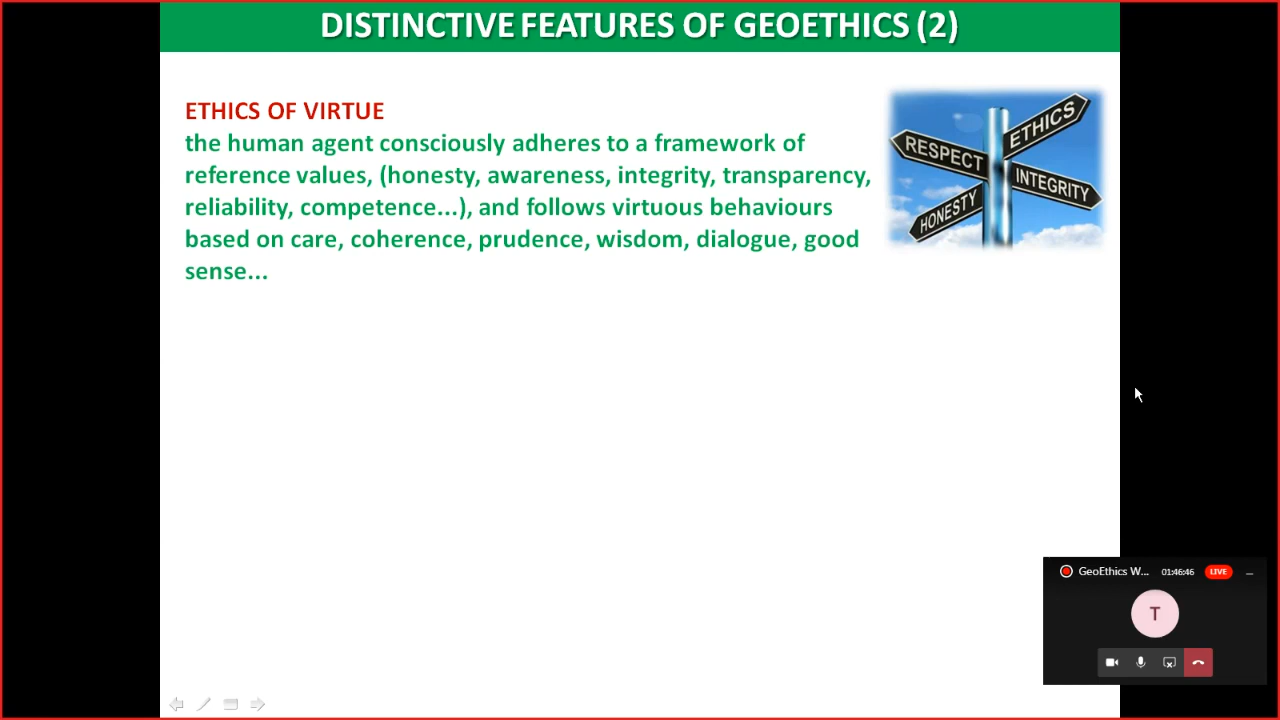 DISTINCTIVE FEATURES OF GEOETHICS (2)
ETHICS OF VIRTUE
the human agent consciously adheres to a framework of
reference values, (honesty, awareness, integrity, transparency,
reliability, competence...), and follows virtuous behaviours
based on care, coherence, prudence, wisdom, dialogue, good
sense...
ETHICS
RESPECT
INTEGRITY
HONESTY
GeoEthics W... 01:46:46 LIVE
T